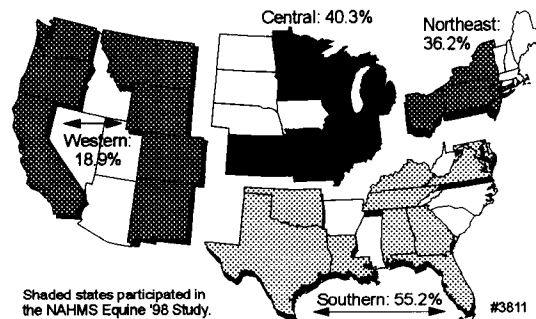 Central: 40.3%
Northeast:
36.2%
Western:
18.9%
Shaded states participated in
the NAHMS Equine '98 Study.
Southern: 55.2%
#3811